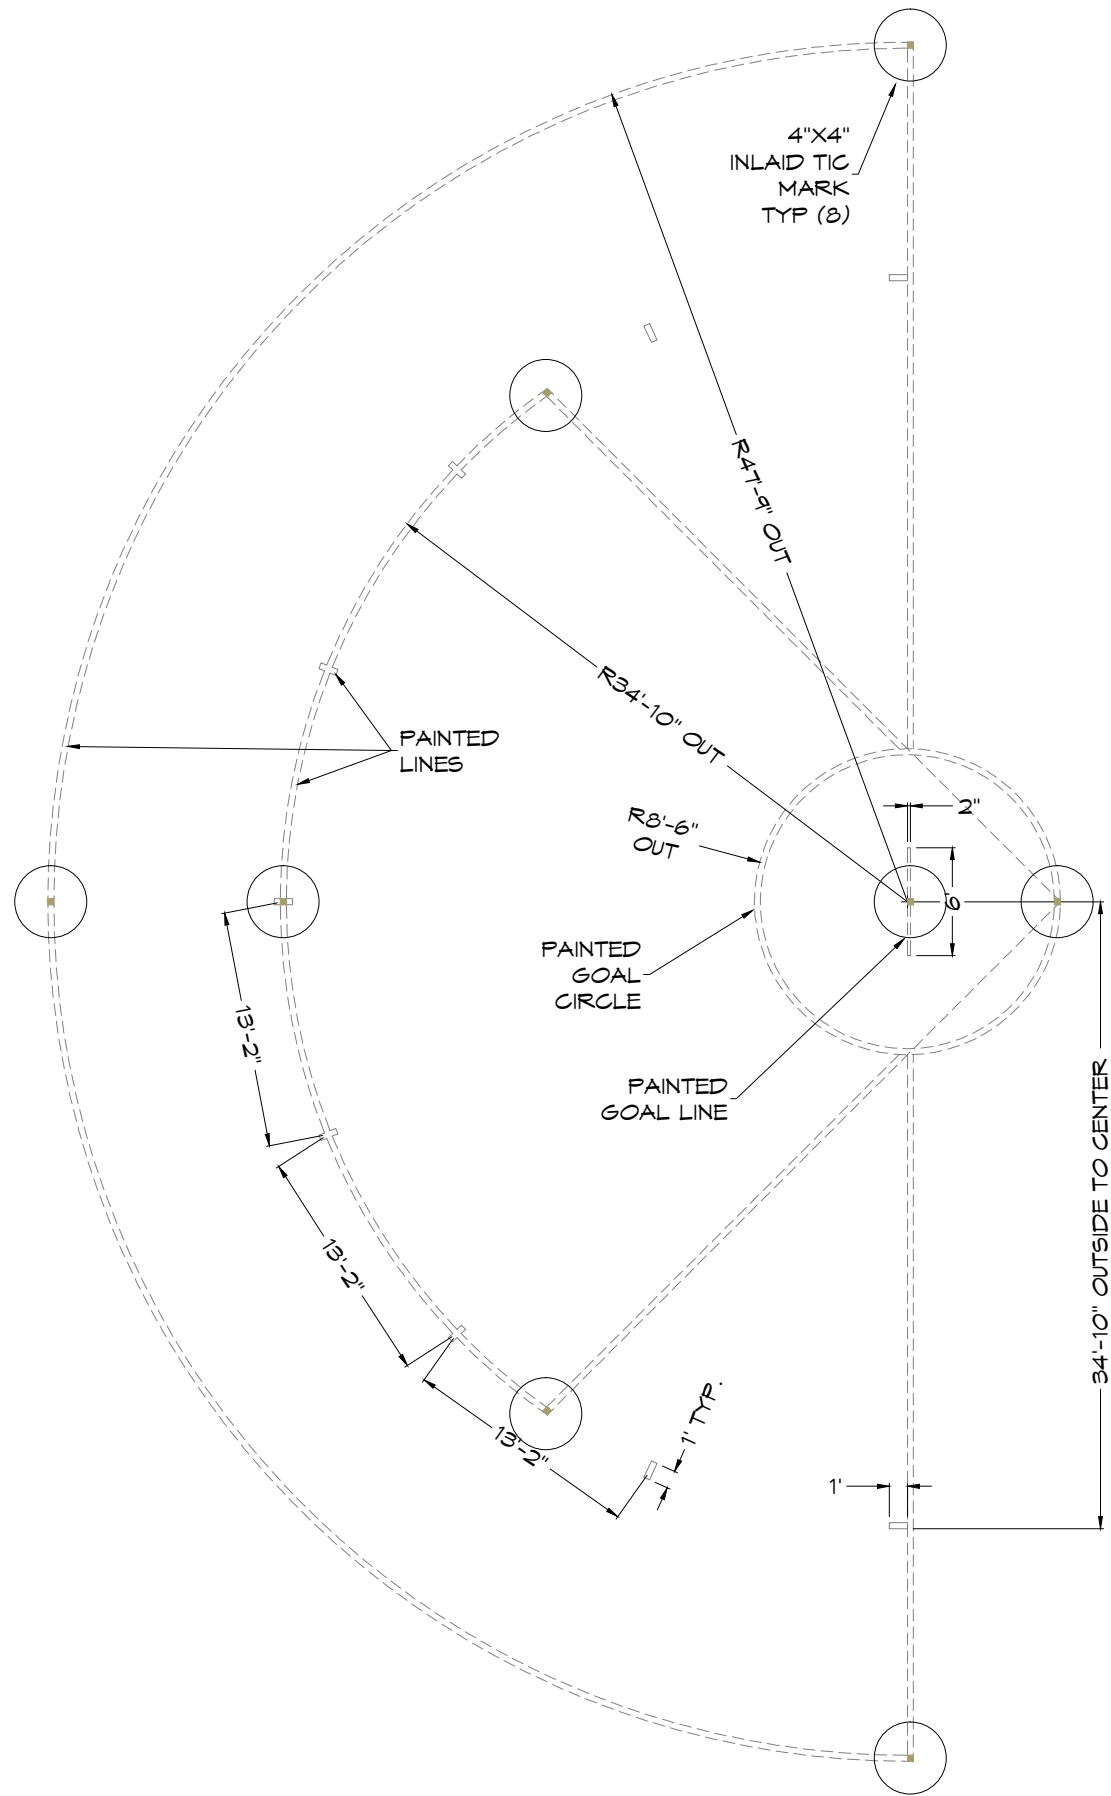 4"X4"
INLAID TIC
MARK
TYP (8)
R47'-9" OUT
R34'-10" OUT
PAINTED
LINES
R8'-6"
OUT
2"
6'
PAINTED
GOAL
CIRCLE
13'-2"
PAINTED
GOAL LINE
34'-10" OUTSIDE TO CENTER
13'-2"
13'-2"
1' TYP.
1'